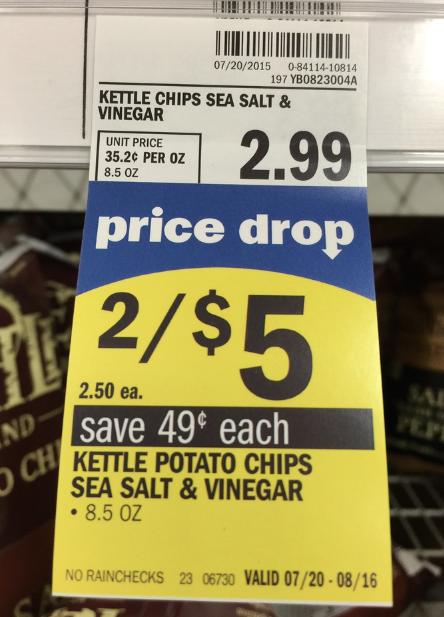 07/20/2015 0-84114-10814
197 YB0823004A
KETTLE CHIPS SEA SALT &
VINEGAR
UNIT PRICE
35.2¢ PER OZ
8.5 OZ
2.99
price drop
2/$5
2.50 ea.
save 49¢ each
KETTLE POTATO CHIPS
SEA SALT & VINEGAR
• 8.5 OZ
NO RAINCHECKS 23 06730 VALID 07/20 - 08/16